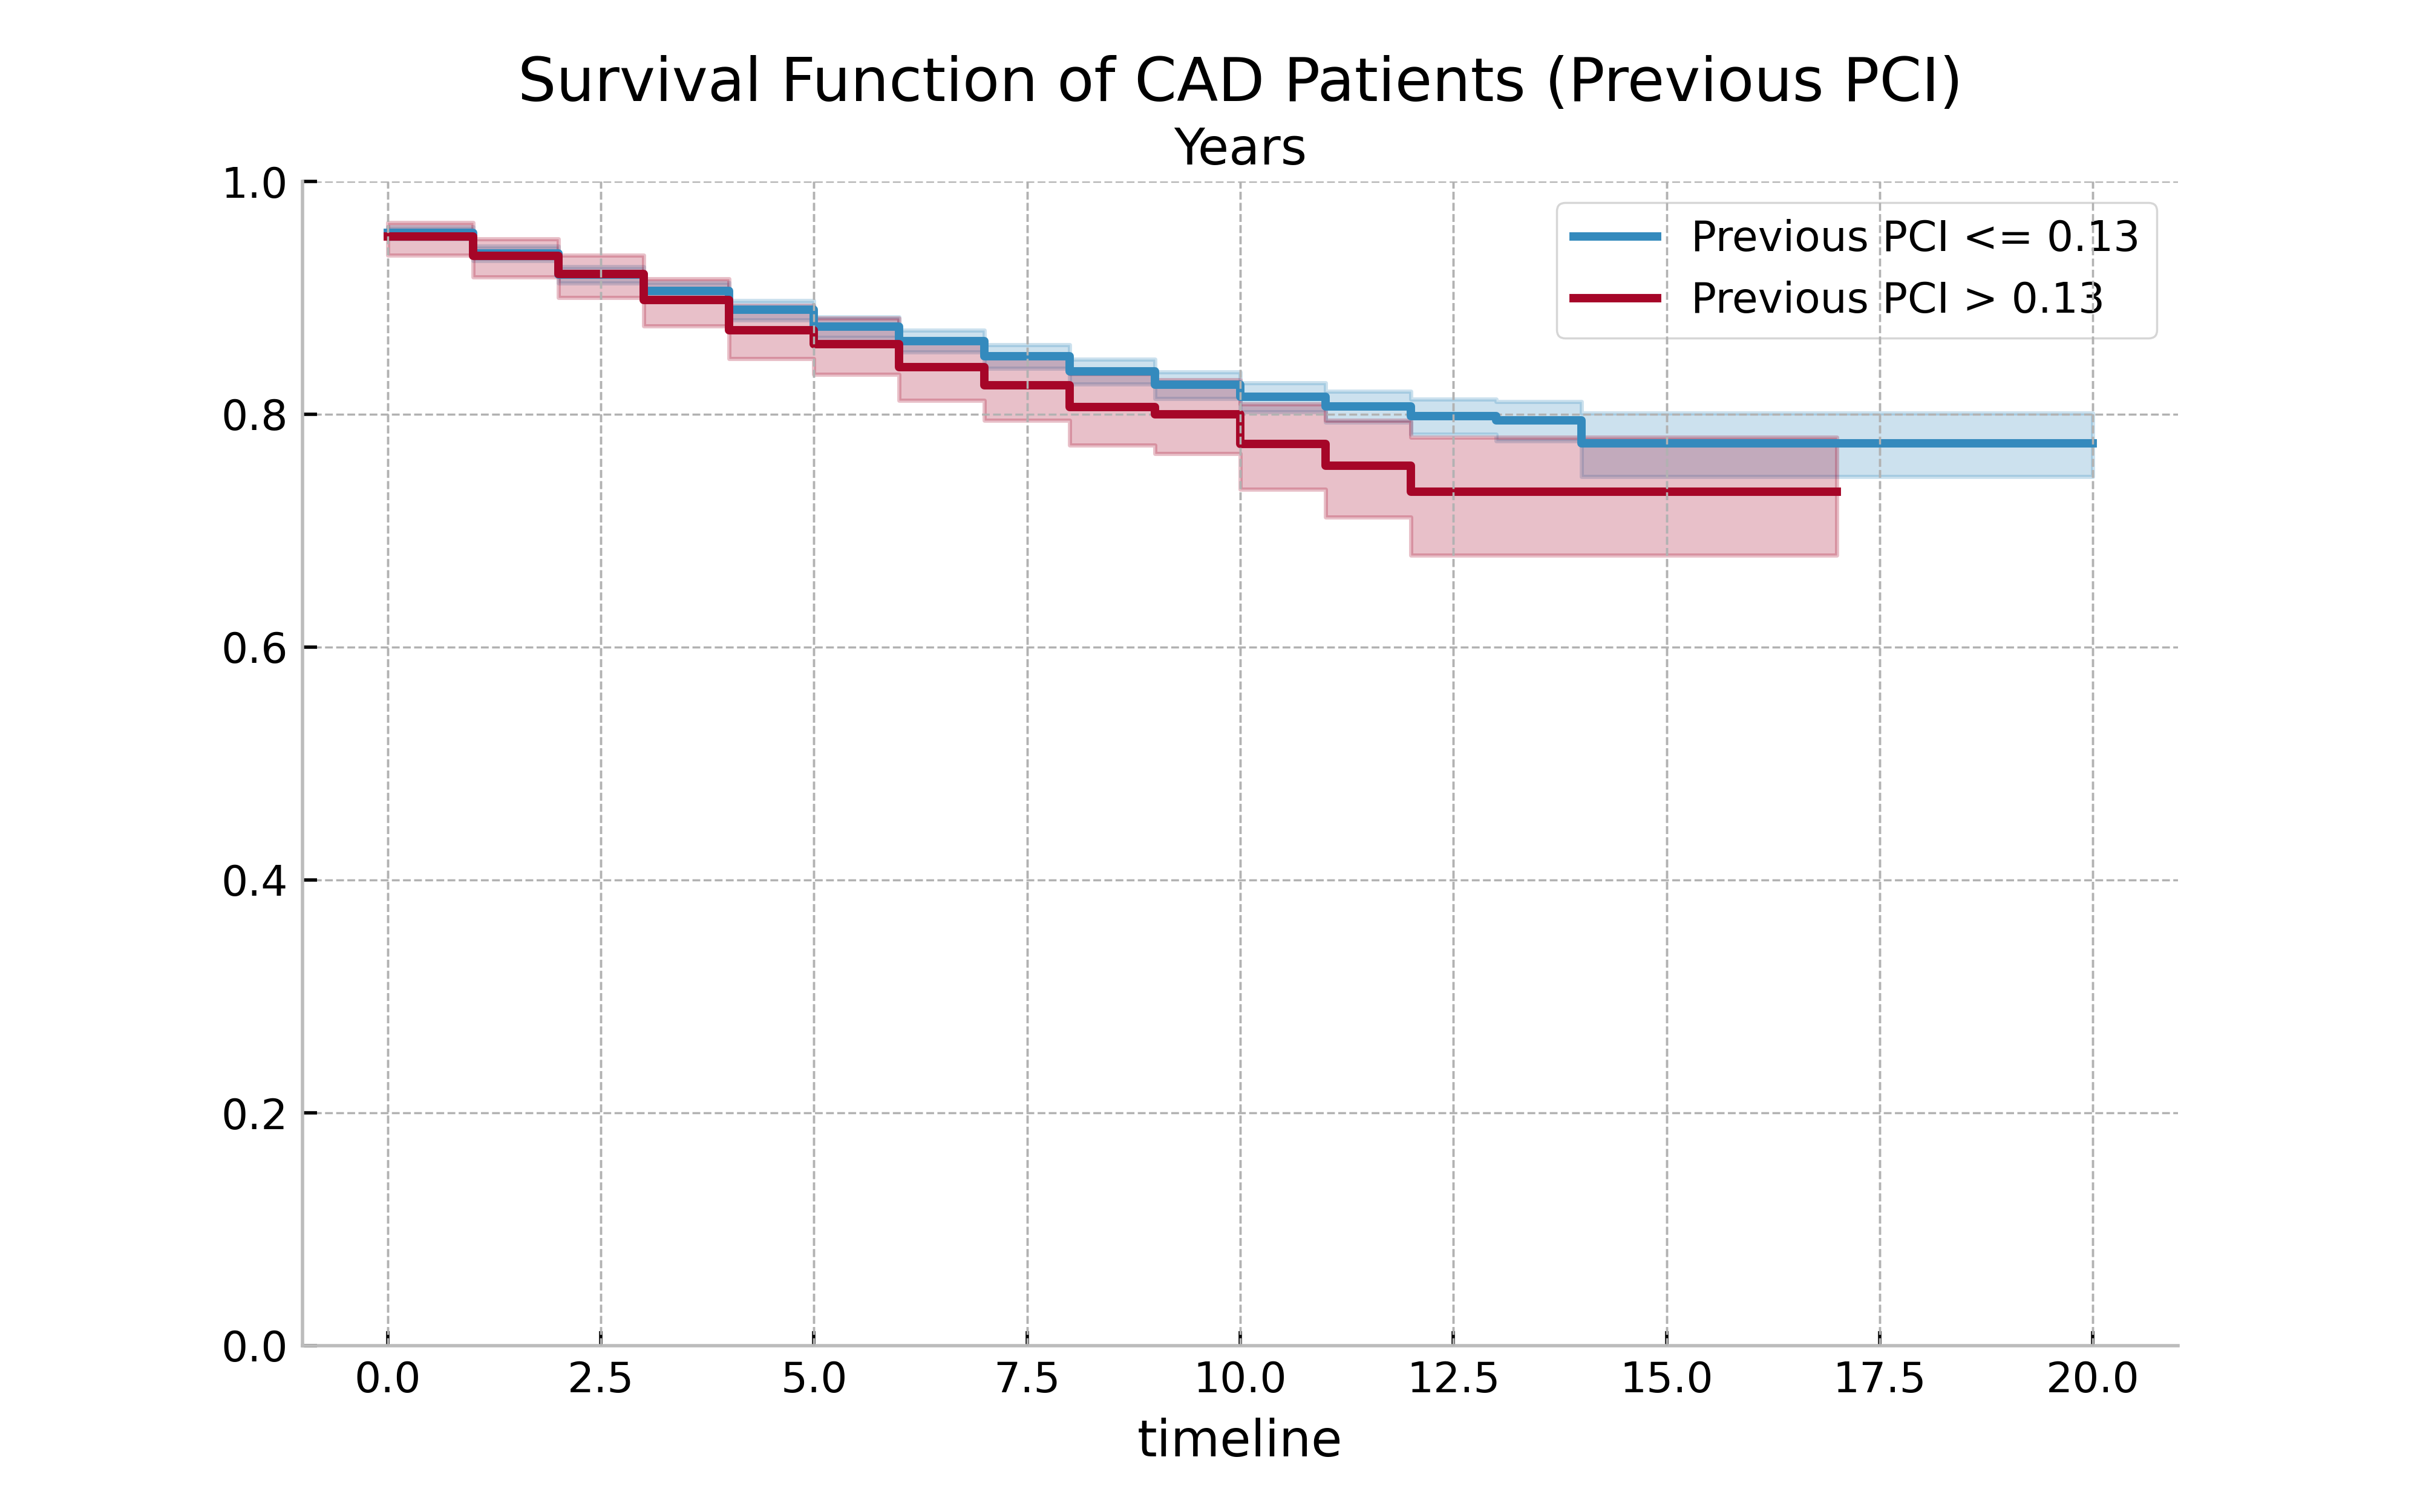 Survival Function of CAD Patients (Previous PCI)
Years
1.0
0.8
0.6
0.4
0.2
0.0
Previous PCI <= 0.13
Previous PCI > 0.13
0.0 2.5 5.0 7.5 10.0 12.5 15.0 17.5 20.0
timeline